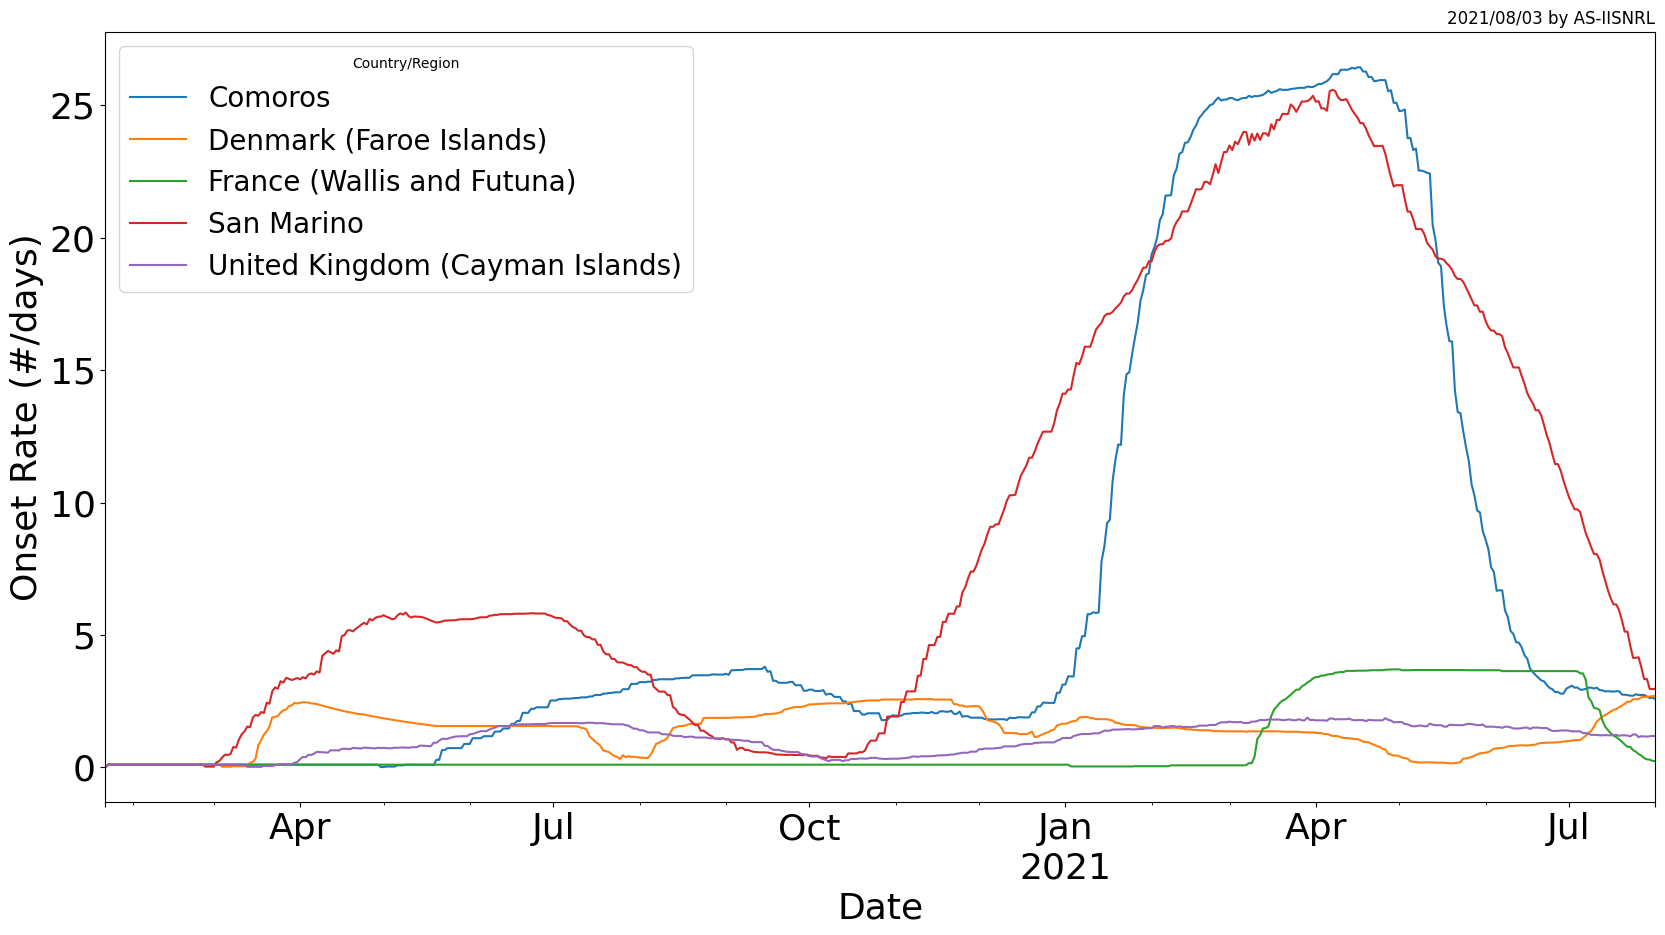 2021/08/03 by AS-IISNRL
Country/Region
Comoros
Denmark (Faroe Islands)
France (Wallis and Futuna)
San Marino
United Kingdom (Cayman Islands)
Onset Rate (#/days)
25
20
15
10
5
0
Apr Jul Oct Jan Apr Jul
2021
Date